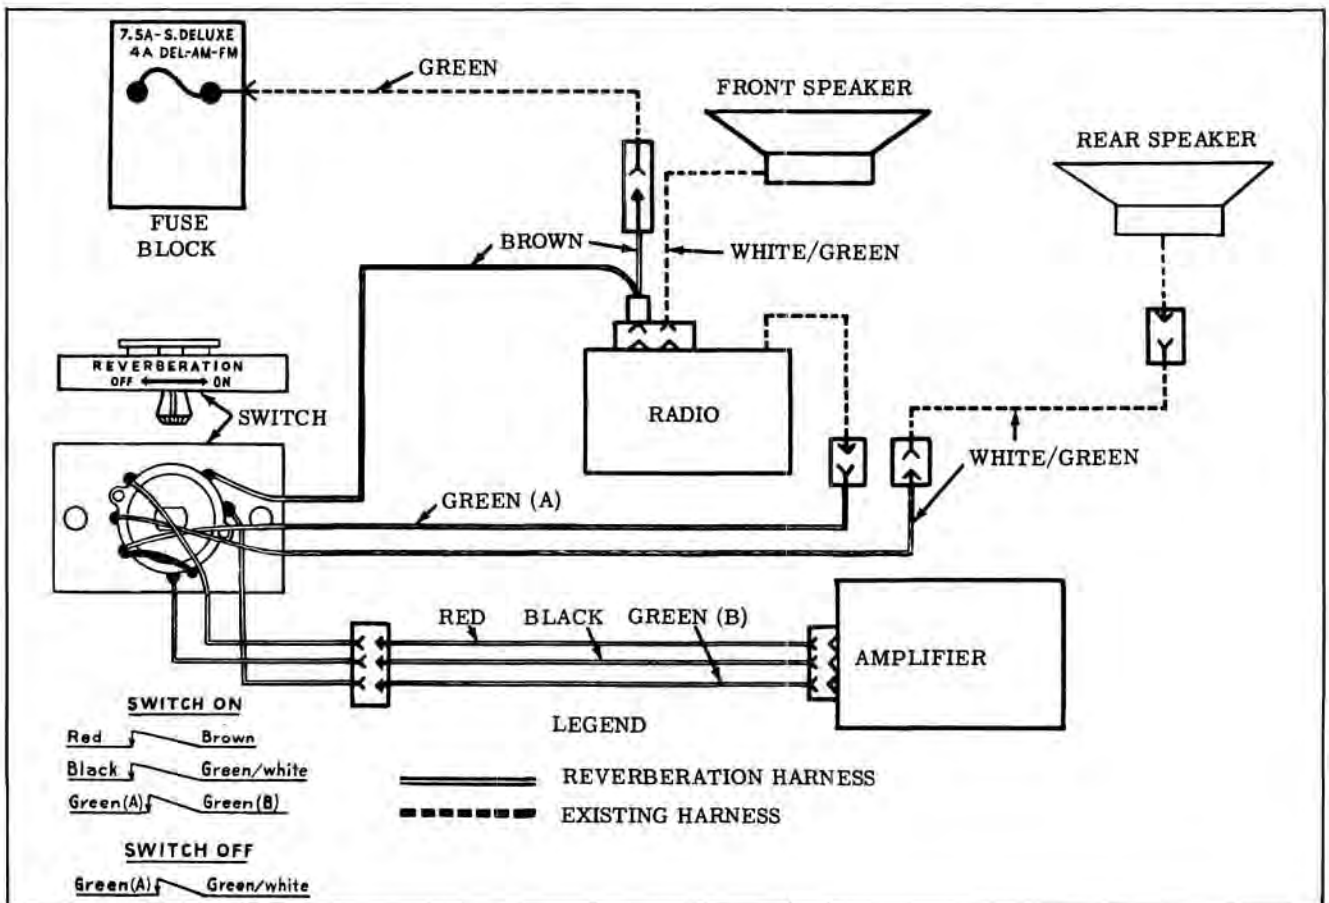 7.5A-S.DELUXE
4A DEL-AM-FM
GREEN
FRONT SPEAKER
REAR SPEAKER
FUSE
BLOCK
BROWN
WHITE/GREEN
REVERBERATION
OFF ON
SWITCH
RADIO
WHITE/GREEN
GREEN (A)
RED BLACK GREEN (B)
AMPLIFIER
SWITCH ON
Red Brown
Black Green/white
Green(A) Green(B)
SWITCH OFF
Green(A) Green/white
LEGEND
REVERBERATION HARNESS
EXISTING HARNESS